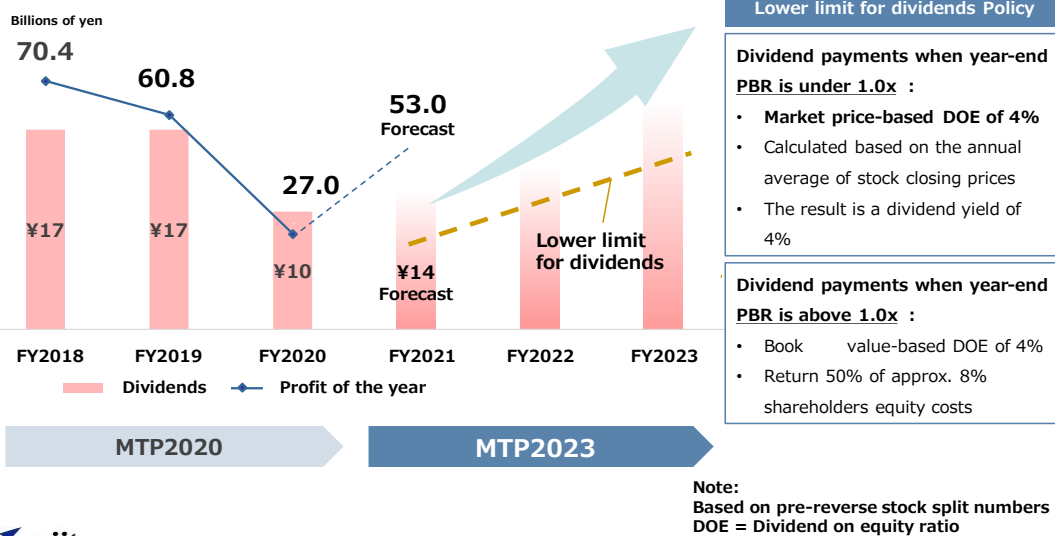 Billions of yen
70.4
60.8
53.0
Forecast
27.0
¥17
¥17
¥10
¥14
Forecast
Lower limit
for dividends
FY2018
FY2019
FY2020
FY2021
FY2022
FY2023
Dividends
Profit of the year
MTP2020
MTP2023
Lower limit for dividends Policy
Dividend payments when year-end
PBR is under 1.0x :
• Market price-based DOE of 4%
• Calculated based on the annual
average of stock closing prices
• The result is a dividend yield of
4%
Dividend payments when year-end
PBR is above 1.0x :
• Book value-based DOE of 4%
• Return 50% of approx. 8%
shareholders equity costs
Note:
Based on pre-reverse stock split numbers
DOE = Dividend on equity ratio